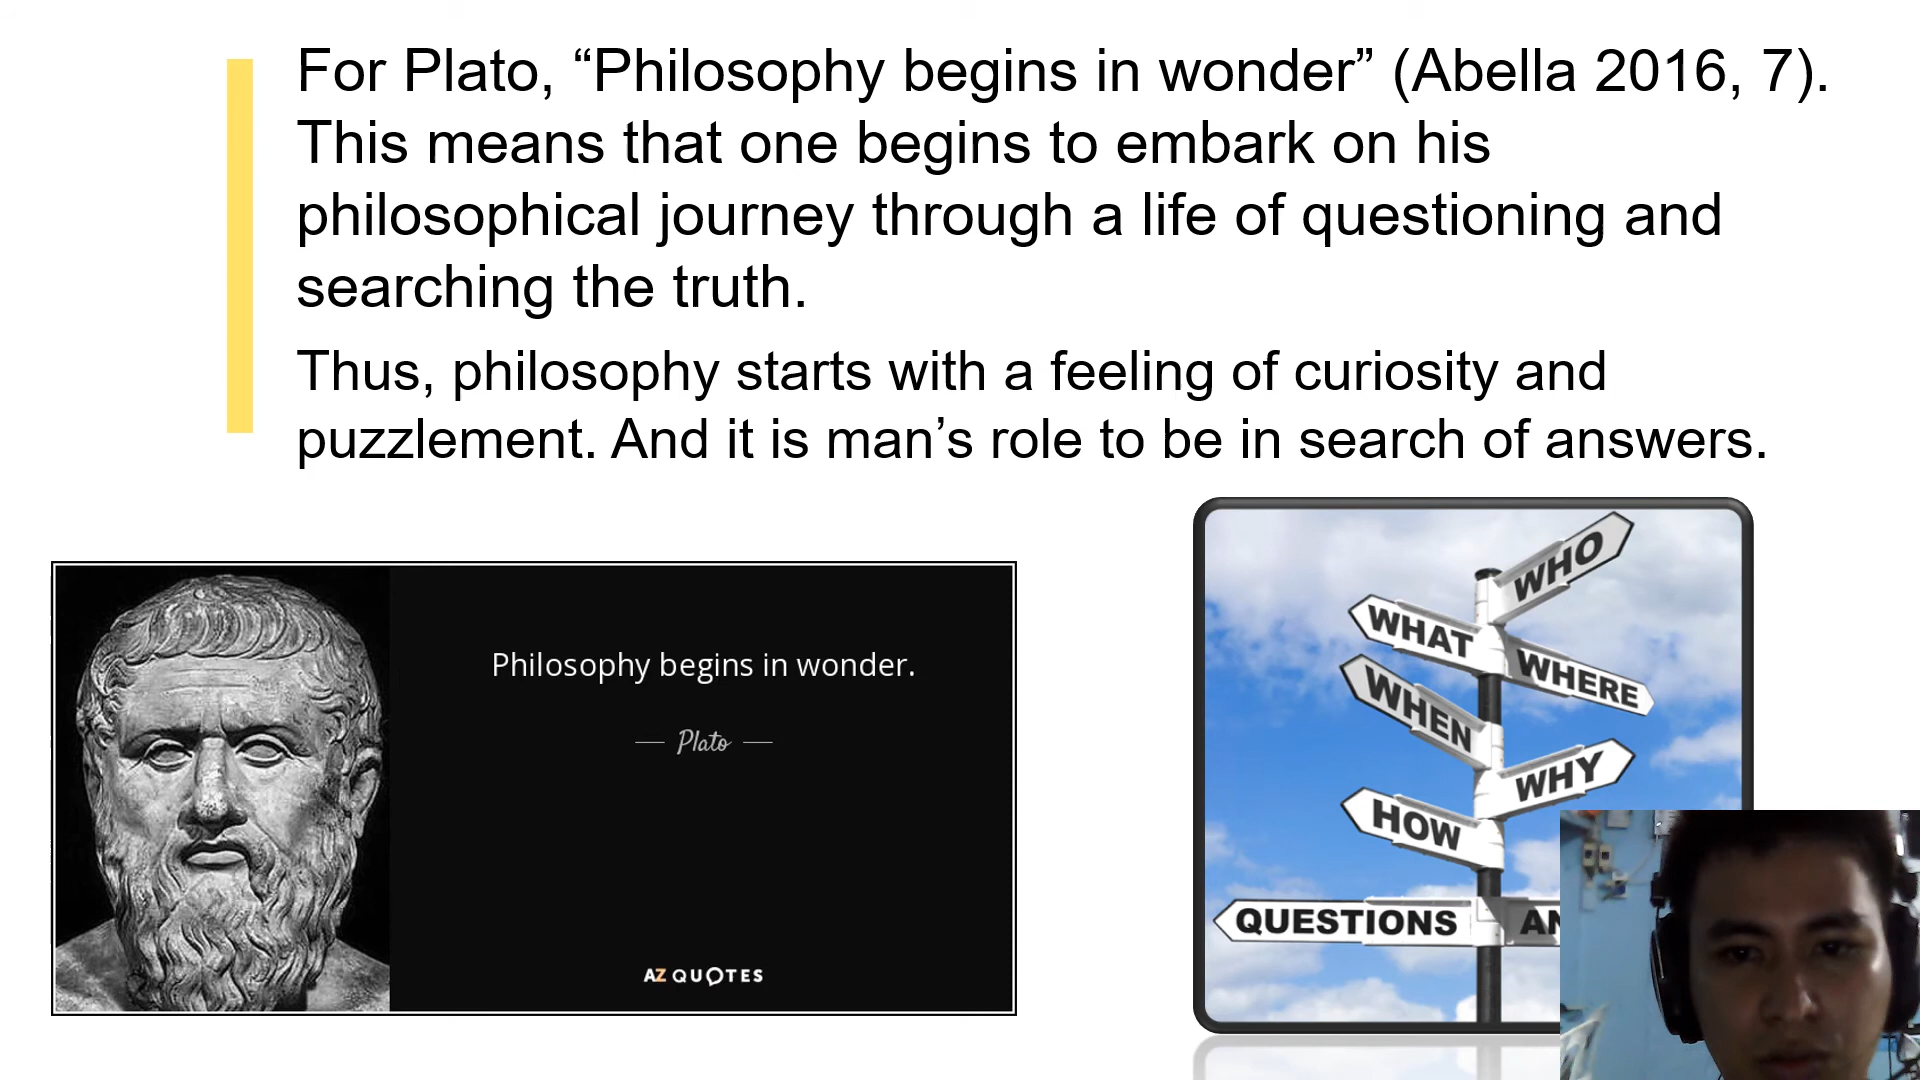 For Plato, “Philosophy begins in wonder” (Abella 2016, 7).
This means that one begins to embark on his
philosophical journey through a life of questioning and
searching the truth.
Thus, philosophy starts with a feeling of curiosity and
puzzlement. And it is man’s role to be in search of answers.
Philosophy begins in wonder.
Plato
AZ QUOTES
WHO
WHAT
WHERE
WHEN
WHY
HOW
QUESTIONS